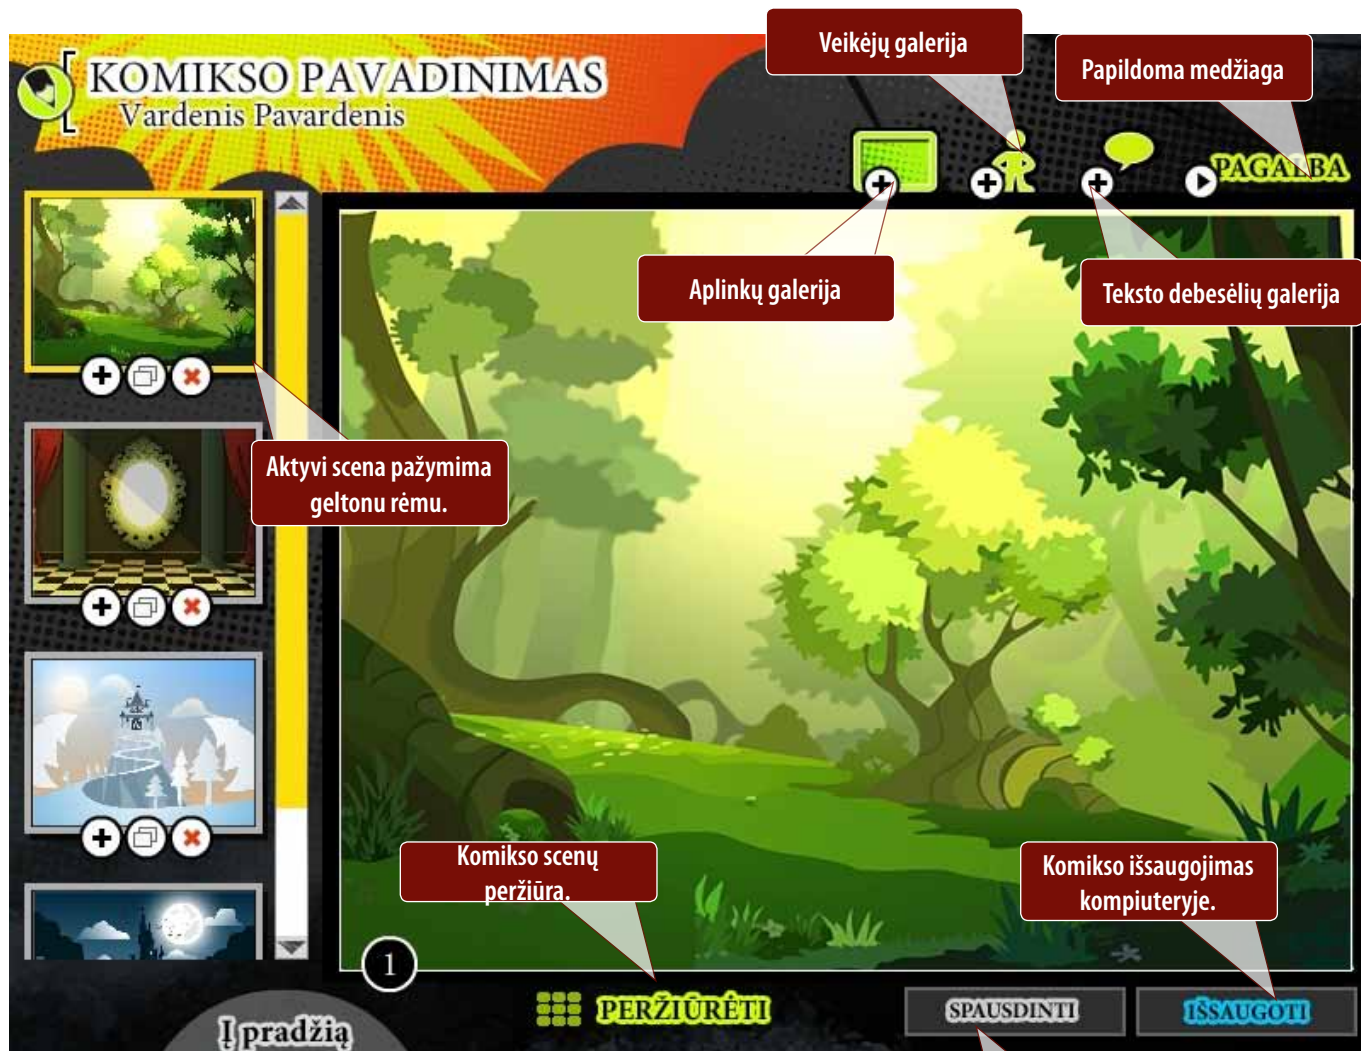 Veikėjų galerija
Papildoma medžiaga
KOMIKSO PAVADINIMAS
Vardenis Pavardenis
PAGALBA
Aplinkų galerija
Teksto debesėlių galerija
Aktyvi scena pažymima
geltonu rėmu.
Komikso scenų
peržiūra.
Komikso išsaugojimas
kompiuteryje.
1
PERŽIŪRĖTI
SPAUSDINTI
IŠSAUGOTI
Į pradžią